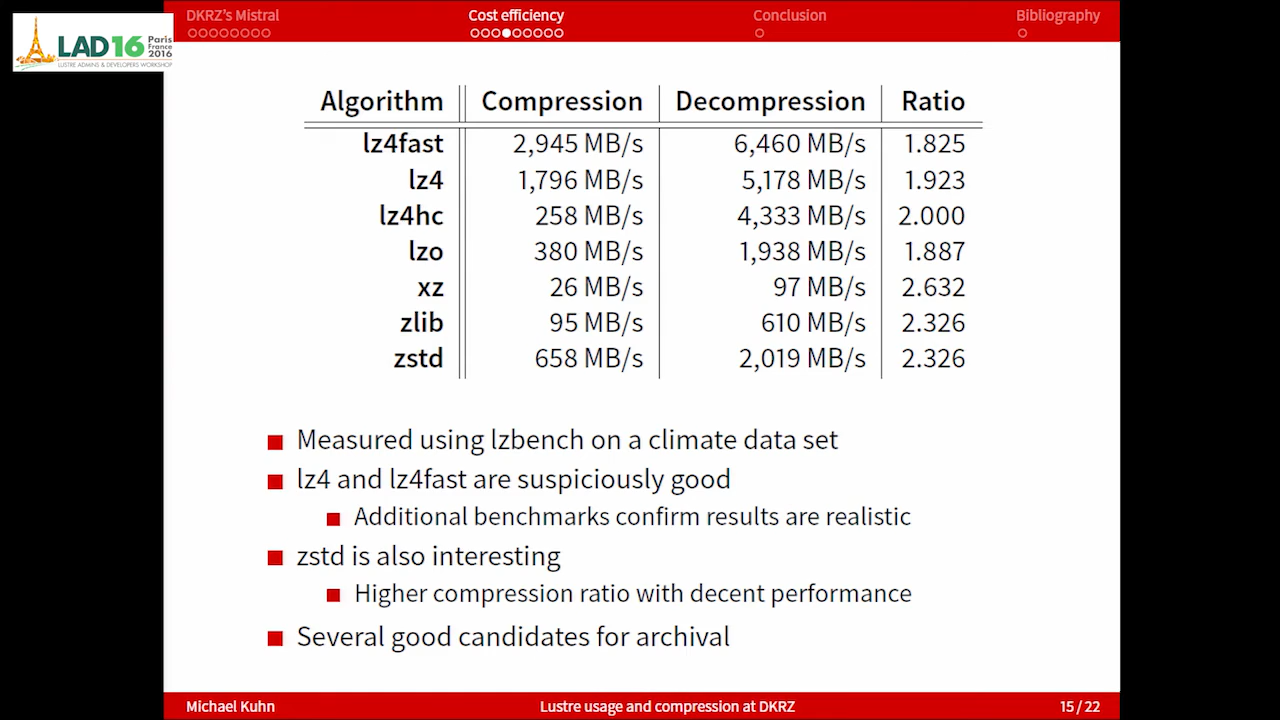 DKRZ's Mistral Cost efficiency Conclusion Bibliography
LAD16 Paris France 2016
LUSTRE ADMINS & DEVELOPERS WORKSHOP
Algorithm Compression Decompression Ratio
lz4fast 2,945 MB/s 6,460 MB/s 1.825
lz4 1,796 MB/s 5,178 MB/s 1.923
lz4hc 258 MB/s 4,333 MB/s 2.000
lzo 380 MB/s 1,938 MB/s 1.887
xz 26 MB/s 97 MB/s 2.632
zlib 95 MB/s 610 MB/s 2.326
zstd 658 MB/s 2,019 MB/s 2.326
Measured using lzbench on a climate data set
lz4 and lz4fast are suspiciously good
Additional benchmarks confirm results are realistic
zstd is also interesting
Higher compression ratio with decent performance
Several good candidates for archival
Michael Kuhn Lustre usage and compression at DKRZ 15 / 22